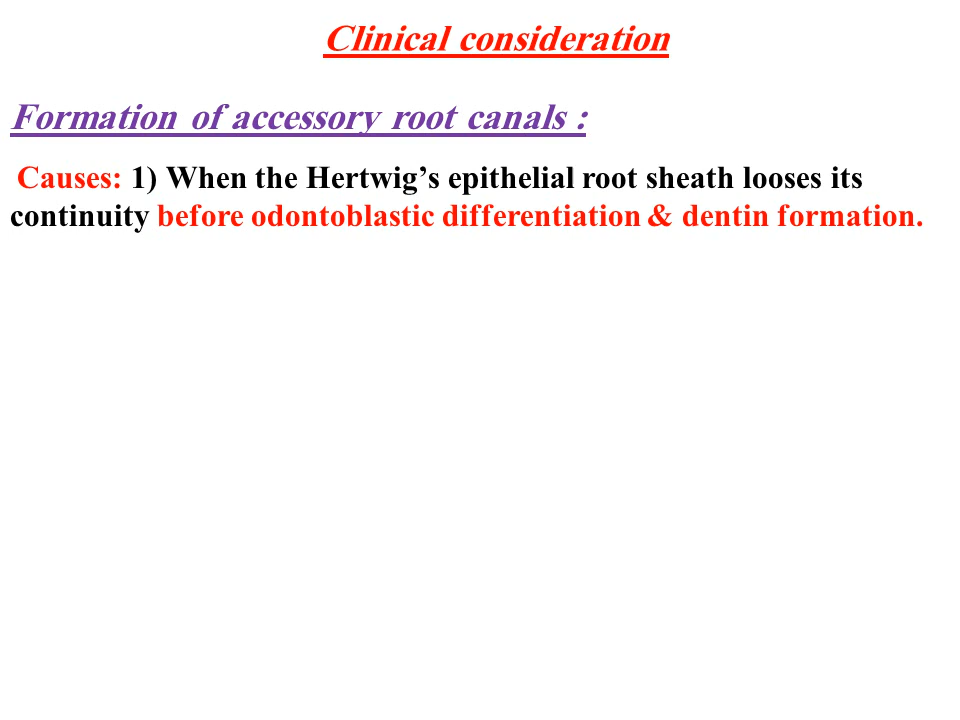 Clinical consideration
Formation of accessory root canals :
Causes: 1) When the Hertwig’s epithelial root sheath looses its
continuity before odontoblastic differentiation & dentin formation.